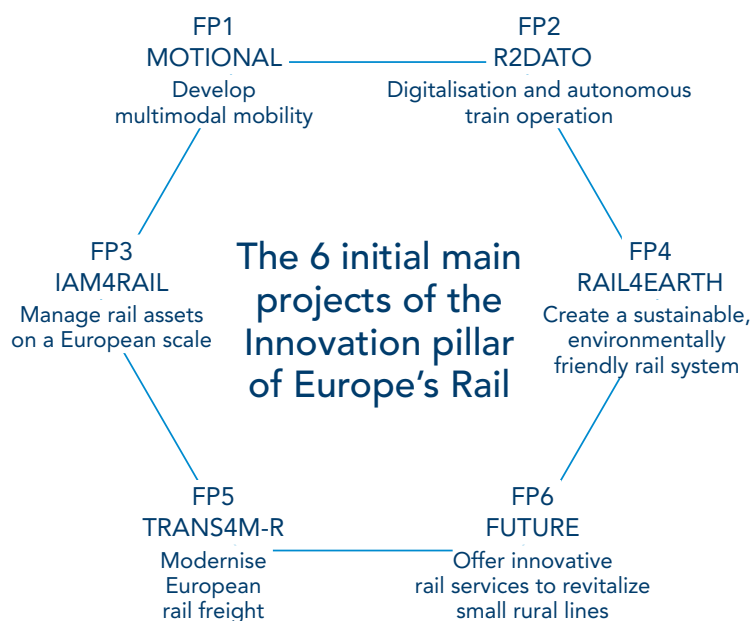 FP1
MOTIONAL
Develop
multimodal mobility
FP2
R2DATO
Digitalisation and autonomous
train operation
FP3
IAM4RAIL
Manage rail assets
on a European scale
The 6 initial main
projects of the
Innovation pillar
of Europe’s Rail
FP4
RAIL4EARTH
Create a sustainable,
environmentally
friendly rail system
FP5
TRANS4M-R
Modernise
European
rail freight
FP6
FUTURE
Offer innovative
rail services to revitalize
small rural lines